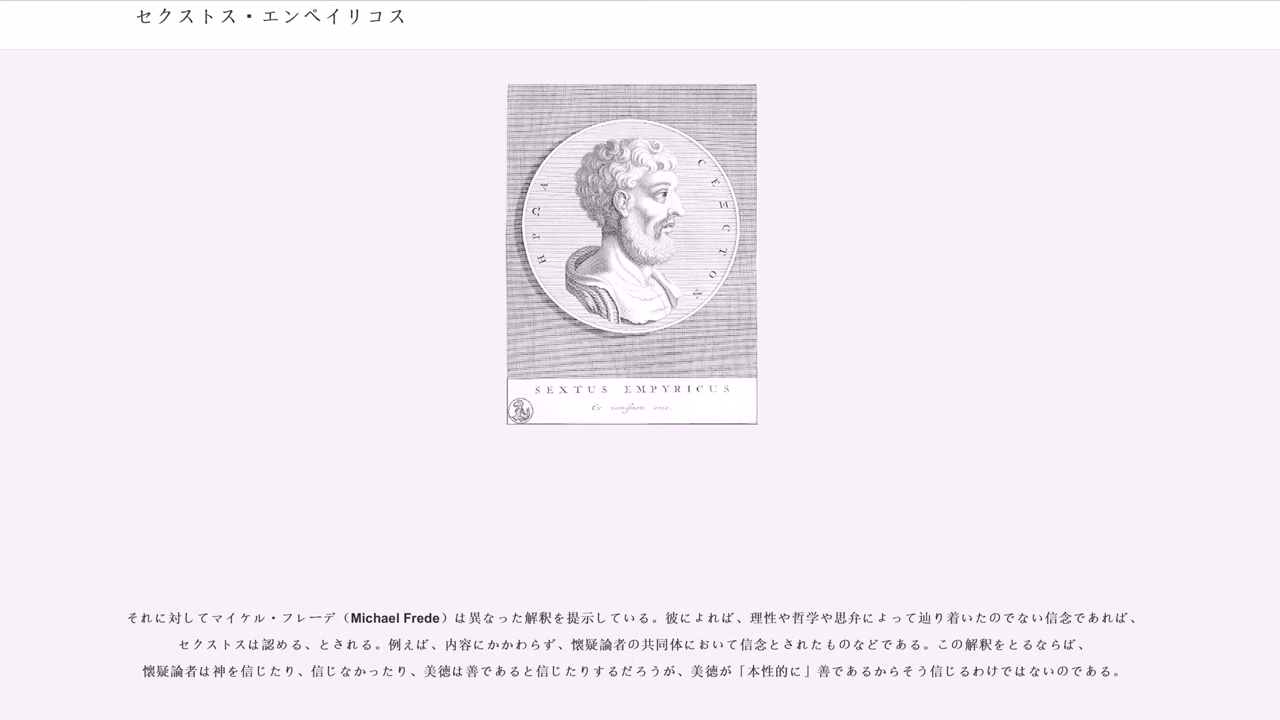 セクストス・エンペイリコス
SEXTUS EMPYRICUS
それに対してマイケル・フレーデ（Michael Frede）は異なった解釈を提示している。彼によれば、理性や哲学や思弁によって辿り着いたのでない信念であれば、
セクストスは認める、とされる。例えば、内容にかかわらず、懐疑論者の共同体において信念とされたものなどである。この解釈をとるならば、
懐疑論者は神を信じたり、信じなかったり、美徳は善であると信じたりするだろうが、美徳が「本性的に」善であるからそう信じるわけではないのである。